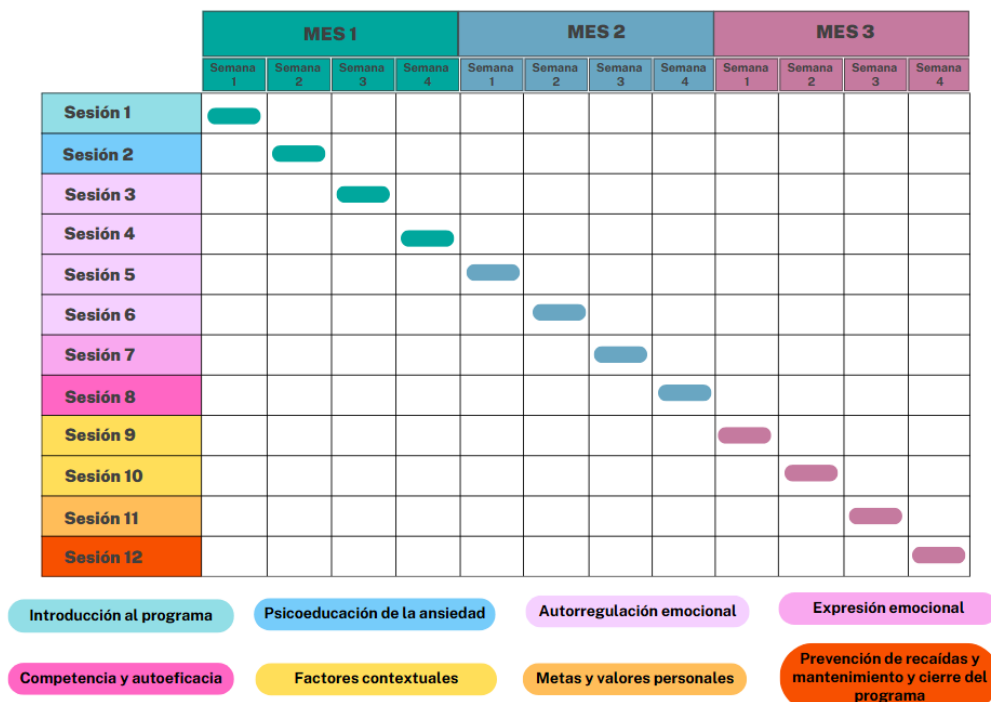 MES 1
MES 2
MES 3
Semana
1
Semana
2
Semana
3
Semana
4
Semana
1
Semana
2
Semana
3
Semana
4
Semana
1
Semana
2
Semana
3
Semana
4
Sesión 1
Sesión 2
Sesión 3
Sesión 4
Sesión 5
Sesión 6
Sesión 7
Sesión 8
Sesión 9
Sesión 10
Sesión 11
Sesión 12
Introducción al programa
Psicoeducación de la ansiedad
Autorregulación emocional
Expresión emocional
Competencia y autoeficacia
Factores contextuales
Metas y valores personales
Prevención de recaídas y
mantenimiento y cierre del
programa